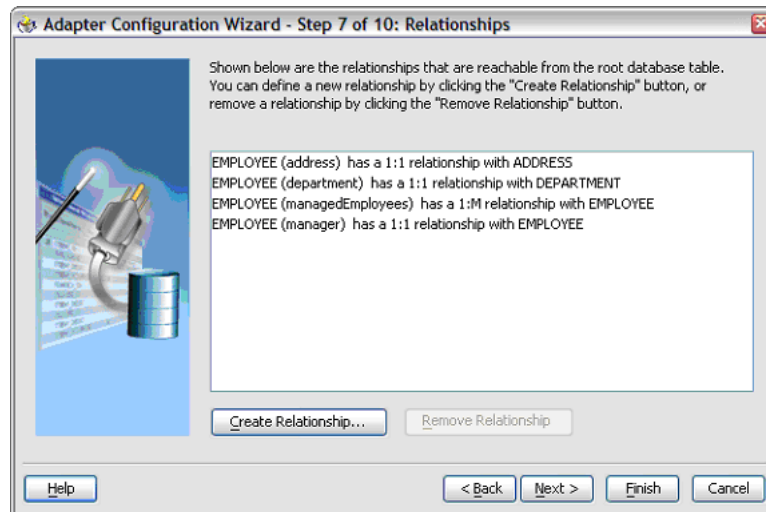 Adapter Configuration Wizard - Step 7 of 10: Relationships
Shown below are the relationships that are reachable from the root database table.
You can define a new relationship by clicking the "Create Relationship" button, or
remove a relationship by clicking the "Remove Relationship" button.
EMPLOYEE (address) has a 1:1 relationship with ADDRESS
EMPLOYEE (department) has a 1:1 relationship with DEPARTMENT
EMPLOYEE (managedEmployees) has a 1:M relationship with EMPLOYEE
EMPLOYEE (manager) has a 1:1 relationship with EMPLOYEE
Create Relationship... Remove Relationship
Help < Back Next > Finish Cancel